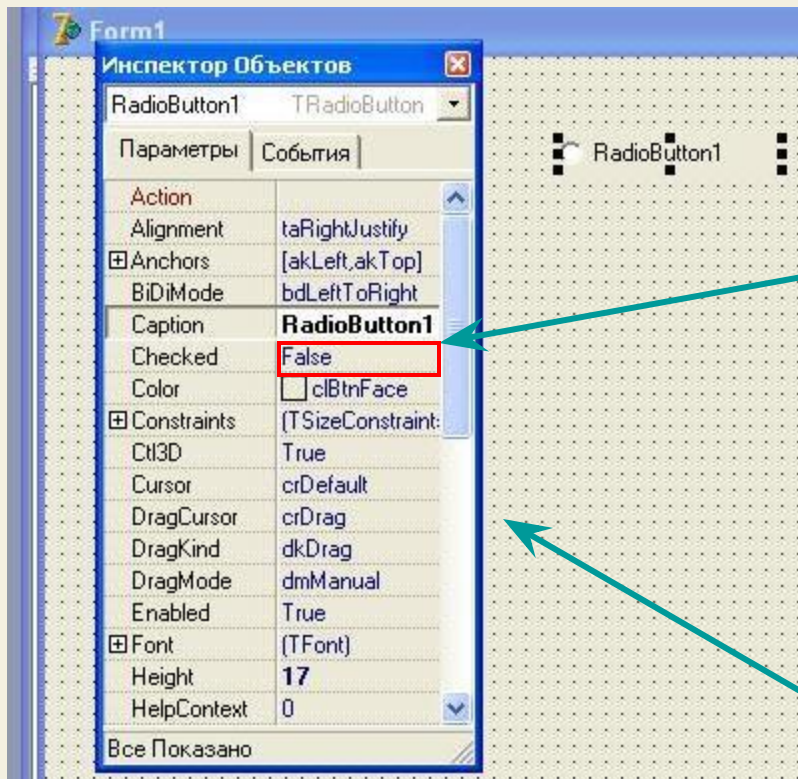 Form1
Инспектор Объектов
RadioButton1 TRadioButton
Параметры События
RadioButton1
Action
Alignment taRightJustify
Anchors [akLeft,akTop]
BiDiMode bdLeftToRight
Caption RadioButton1
Checked False
Color clBtnFace
Constraints (TSizeConstraint:
Ctl3D True
Cursor crDefault
DragCursor crDrag
DragKind dkDrag
DragMode dmManual
Enabled True
Font (TFont)
Height 17
HelpContext 0
Все Показано